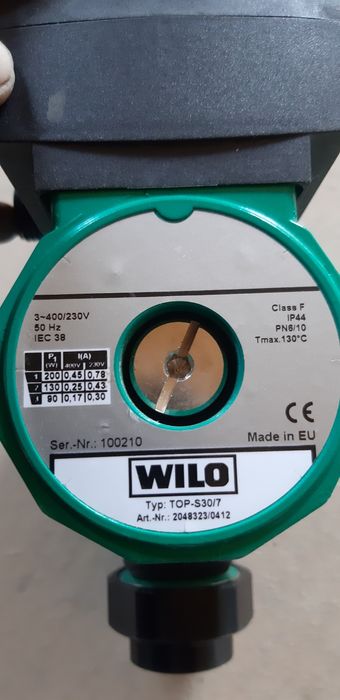 3~400/230V
50 Hz
IEC 38
Class F
IP44
PN6/10
Tmax.130°C
P1 (W) I(A) 400V 230V
1 200 0,45 0,78
130 0,25 0,43
90 0,17 0,30
CE
Ser.-Nr.: 100210
Made in EU
WILO
Typ: TOP-S30/7
Art.-Nr.: 2048323/0412